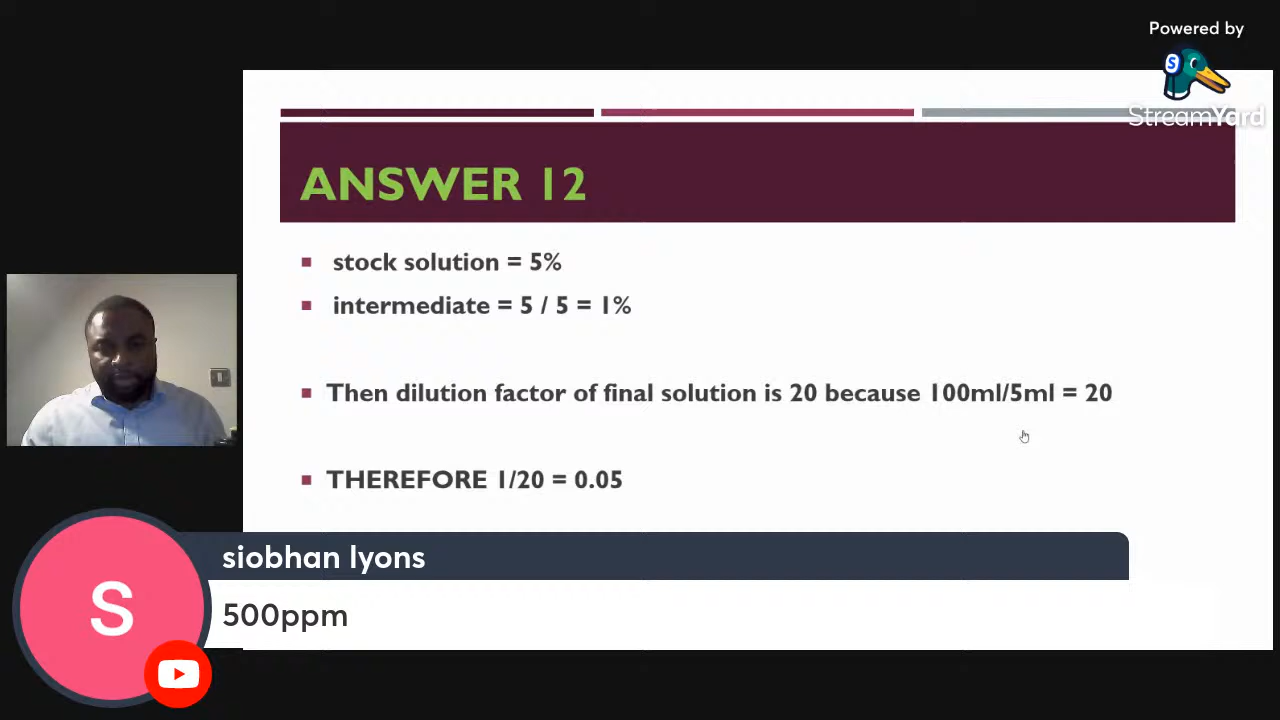 Powered by
StreamYard
ANSWER 12
stock solution = 5%
intermediate = 5 / 5 = 1%
Then dilution factor of final solution is 20 because 100ml/5ml = 20
THEREFORE 1/20 = 0.05
siobhan lyons
S
500ppm